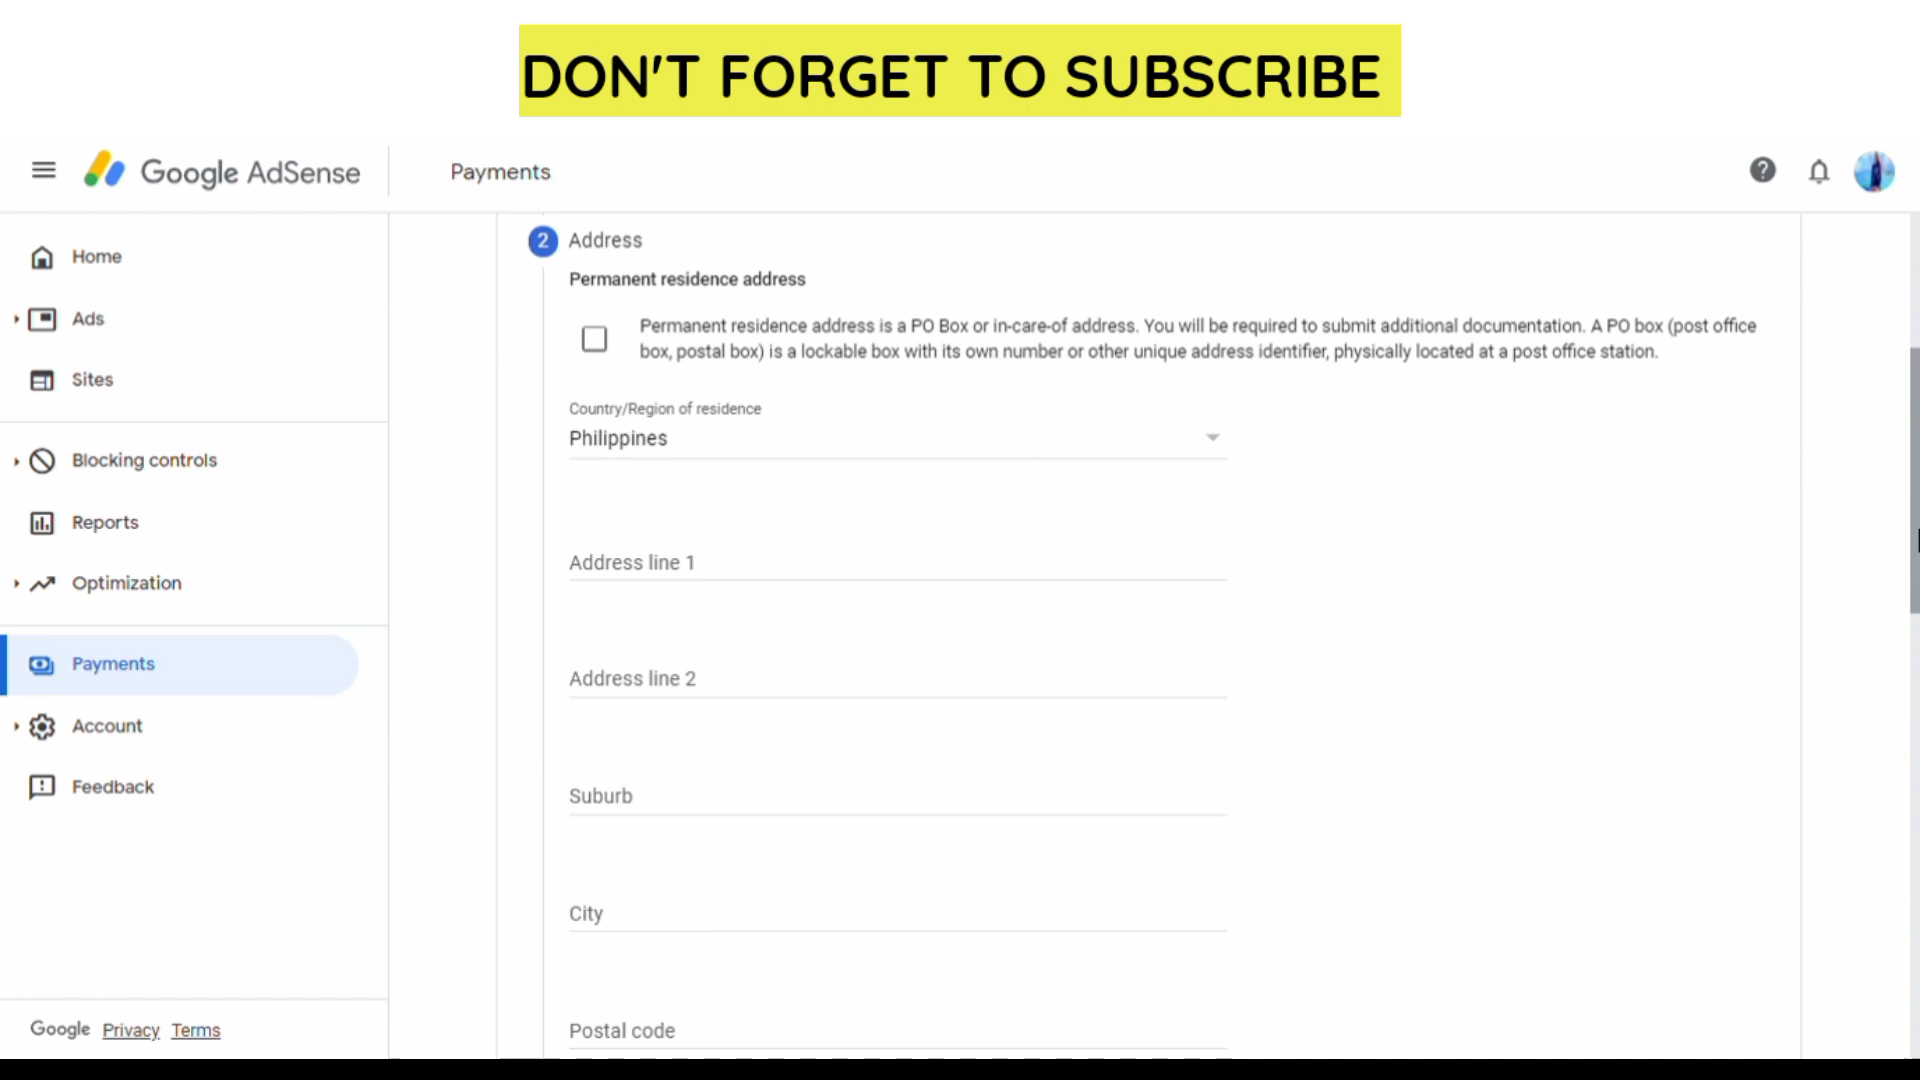 DON'T FORGET TO SUBSCRIBE
Google AdSense
Payments
Home
Ads
Sites
Blocking controls
Reports
Optimization
Payments
Account
Feedback
Google Privacy Terms
2 Address
Permanent residence address
Permanent residence address is a PO Box or in-care-of address. You will be required to submit additional documentation. A PO box (post office
box, postal box) is a lockable box with its own number or other unique address identifier, physically located at a post office station.
Country/Region of residence
Philippines
Address line 1
Address line 2
Suburb
City
Postal code